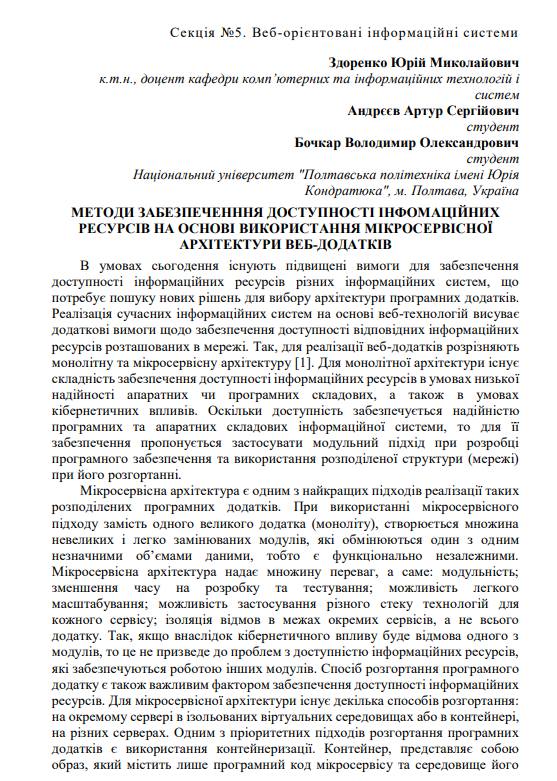 Секція №5. Веб-орієнтовані інформаційні системи
Здоренко Юрій Миколайович
к.т.н., доцент кафедри комп’ютерних та інформаційних технологій і
систем
Андрєєв Артур Сергійович
студент
Бочкар Володимир Олександрович
студент
Національний університет "Полтавська політехніка імені Юрія
Кондратюка", м. Полтава, Україна
МЕТОДИ ЗАБЕЗПЕЧЕНННЯ ДОСТУПНОСТІ ІНФОМАЦІЙНИХ
РЕСУРСІВ НА ОСНОВІ ВИКОРИСТАННЯ МІКРОСЕРВІСНОЇ
АРХІТЕКТУРИ ВЕБ-ДОДАТКІВ
В умовах сьогодення існують підвищені вимоги для забезпечення
доступності інформаційних ресурсів різних інформаційних систем, що
потребує пошуку нових рішень для вибору архітектури програмних додатків.
Реалізація сучасних інформаційних систем на основі веб-технологій висуває
додаткові вимоги щодо забезпечення доступності відповідних інформаційних
ресурсів розташованих в мережі. Так, для реалізації веб-додатків розрізняють
монолітну та мікросервісну архітектуру [1]. Для монолітної архітектури існує
складність забезпечення доступності інформаційних ресурсів в умовах низької
надійності апаратних чи програмних складових, а також в умовах
кібернетичних впливів. Оскільки доступність забезпечується надійністю
програмних та апаратних складових інформаційної системи, то для її
забезпечення пропонується застосувати модульний підхід при розробці
програмного забезпечення та використання розподіленої структури (мережі)
при його розгортанні.
Мікросервісна архітектура є одним з найкращих підходів реалізації таких
розподілених програмних додатків. При використанні мікросервісного
підходу замість одного великого додатка (моноліту), створюється множина
невеликих і легко замінюваних модулів, які обмінюються один з одним
незначними об’ємами даними, тобто є функціонально незалежними.
Мікросервісна архітектура надає множину переваг, а саме: модульність;
зменшення часу на розробку та тестування; можливість легкого
масштабування; можливість застосування різного стеку технологій для
кожного сервісу; ізоляція відмов в межах окремих сервісів, а не всього
додатку. Так, якщо внаслідок кібернетичного впливу буде відмова одного з
модулів, то це не призведе до проблем з доступністю інформаційних ресурсів,
які забезпечуються роботою інших модулів. Спосіб розгортання програмного
додатку є також важливим фактором забезпечення доступності інформаційних
ресурсів. Для мікросервісної архітектури існує декілька способів розгортання:
на окремому сервері в ізольованих віртуальних середовищах або в контейнері,
на різних серверах. Одним з пріоритетних підходів розгортання програмних
додатків є використання контейнеризації. Контейнер, представляє собою
образ, який містить лише програмний код мікросервісу та середовище його